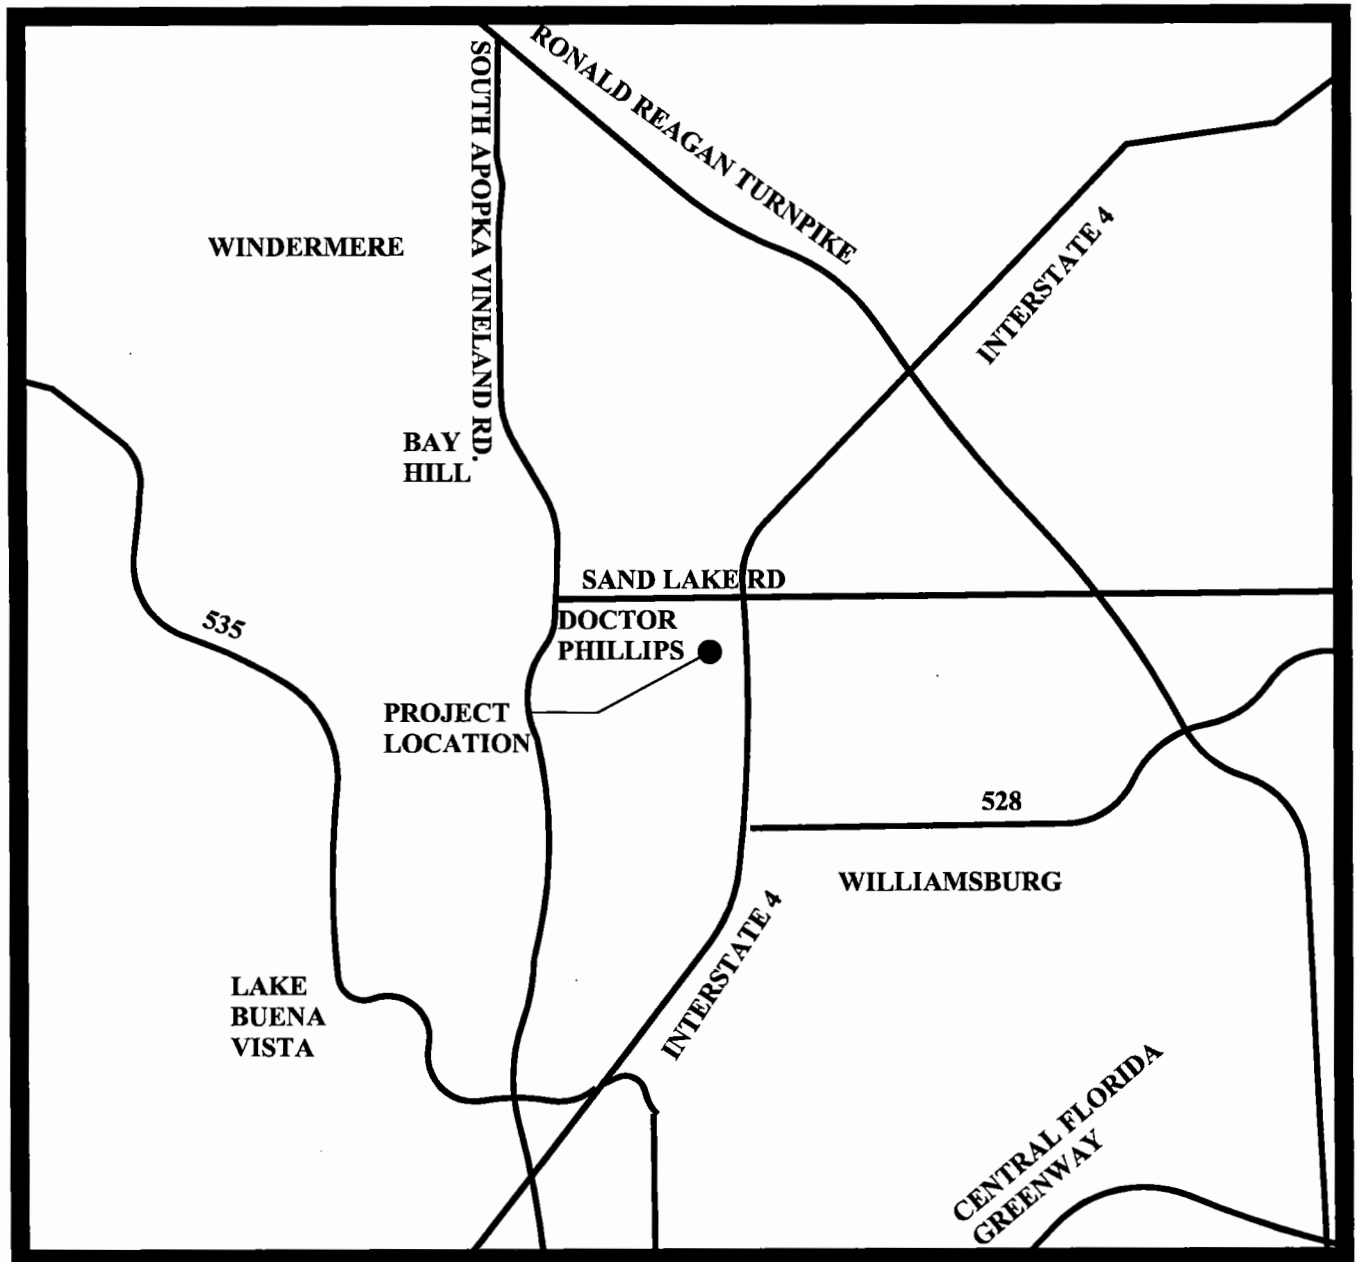 RONALD REAGAN TURNPIKE
SOUTH APOPKA VINELAND RD.
INTERSTATE 4
WINDERMERE
BAY
HILL
SAND LAKE RD
DOCTOR
PHILLIPS
535
PROJECT
LOCATION
528
WILLIAMSBURG
INTERSTATE 4
LAKE
BUENA
VISTA
CENTRAL FLORIDA
GREENWAY